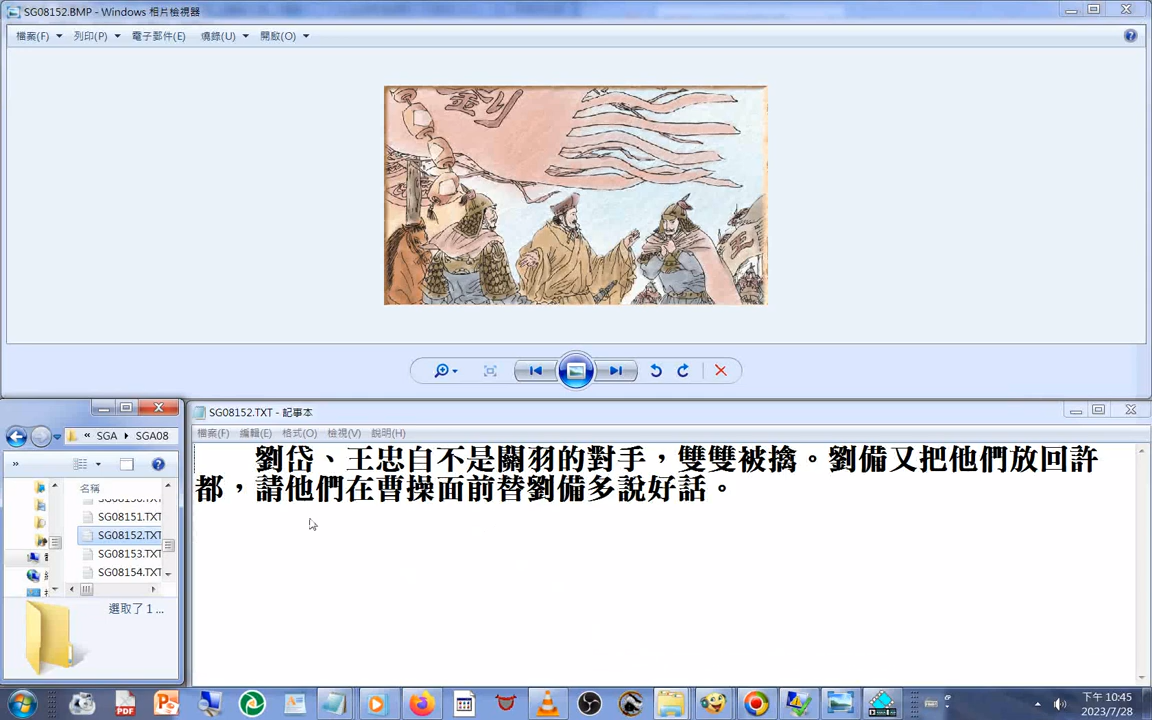 SG08152.BMP - Windows 相片檢視器
檔案(F) 列印(P) 電子郵件(E) 燒錄(U) 開啟(O)
SGA SGA08
名稱
SG08151.TXT
SG08152.TXT
SG08153.TXT
SG08154.TXT
選取了 1 ...
SG08152.TXT - 記事本
檔案(F) 編輯(E) 格式(O) 檢視(V) 說明(H)
劉岱、王忠自不是關羽的對手，雙雙被擒。劉備又把他們放回許
都，請他們在曹操面前替劉備多說好話。
PDF
下午 10:45
2023/7/28